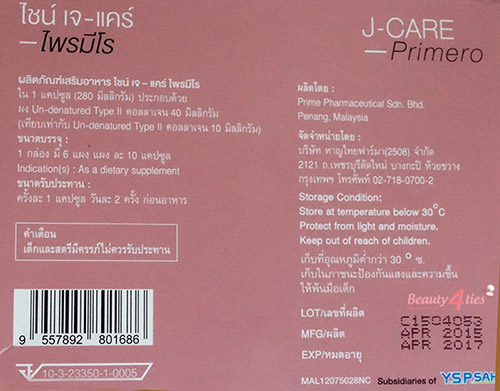 ไชน์ เจ-แคร์
—ไพรมีโร
ผลิตภัณฑ์เสริมอาหาร ไชน์ เจ - แคร์ ไพรมีโร
ใน 1 แคปซูล (280 มิลลิกรัม) ประกอบด้วย
ผง Un-denatured Type II คอลลาเจน 40 มิลลิกรัม
(เทียบเท่ากับ Un-denatured Type II คอลลาเจน 10 มิลลิกรัม)
ขนาดบรรจุ :
1 กล่อง มี 6 แผง แผง ละ 10 แคปซูล
Indication(s) : As a dietary supplement
ขนาดรับประทาน :
ครั้งละ 1 แคปซูล วันละ 2 ครั้ง ก่อนอาหาร
คำเตือน
เด็กและสตรีมีครรภ์ไม่ควรรับประทาน
9 557892 801686
10-3-23350-1-0005
J-CARE
—Primero
ผลิตโดย :
Prime Pharmaceutical Sdn. Bhd.
Penang, Malaysia
จัดจำหน่ายโดย :
บริษัท หาญไทยฟาร์มา(2508) จำกัด
2121 ถ.เพชรบุรีตัดใหม่ บางกะปิ ห้วยขวาง
กรุงเทพฯ โทรศัพท์ 02-718-0700-2
Storage Condition:
Store at temperature below 30°C
Protect from light and moisture.
Keep out of reach of children.
เก็บที่อุณหภูมิต่ำกว่า 30 ° ซ.
เก็บในภาชนะป้องกันแสงและความชื้น
ให้พ้นมือเด็ก
Beauty4ties
LOT/เลขที่ผลิต C1504053
MFG/ผลิต APR 2015
EXP/หมดอายุ APR 2017
MAL12075028NC Subsidiaries of YSPSAH